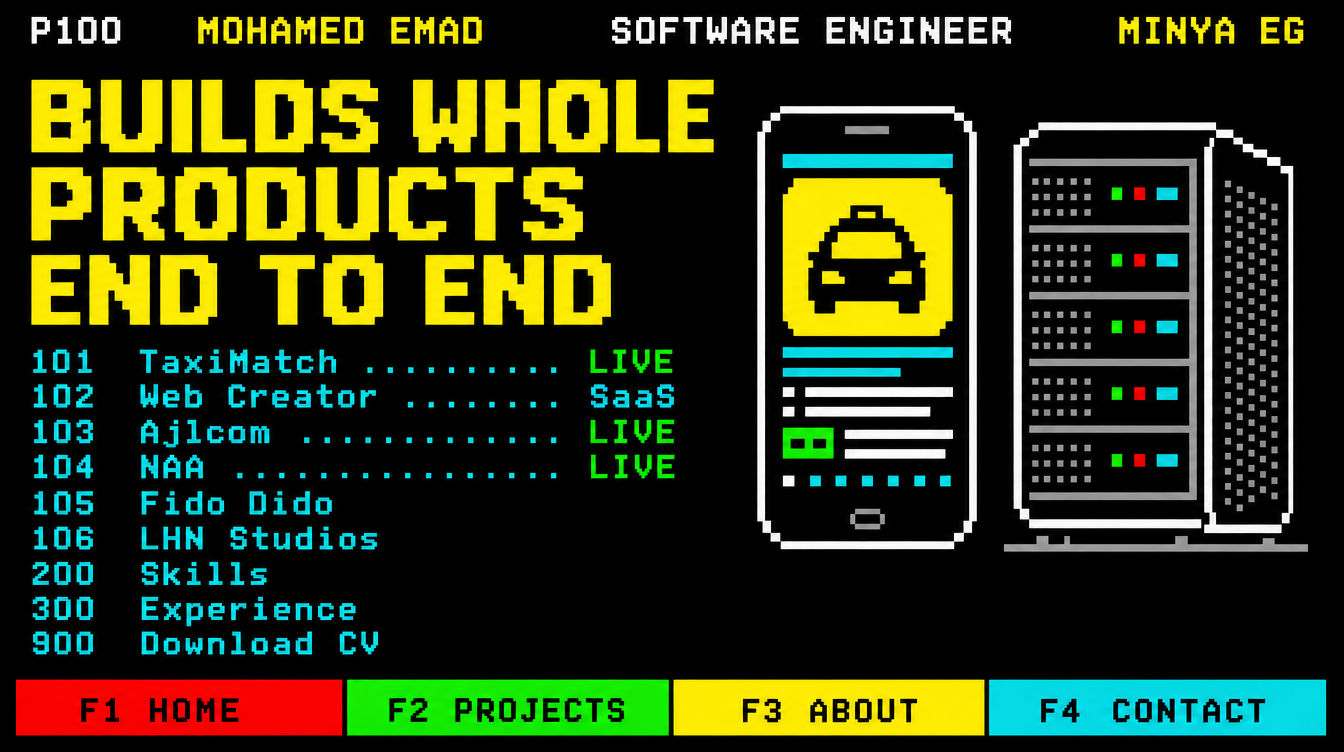 P100 MOHAMED EMAD SOFTWARE ENGINEER MINYA EG
BUILDS WHOLE
PRODUCTS
END TO END
101 TaxiMatch .......... LIVE
102 Web Creator ........ SaaS
103 Ajlcom ............. LIVE
104 NAA ................ LIVE
105 Fido Dido
106 LHN Studios
200 Skills
300 Experience
900 Download CV
F1 HOME F2 PROJECTS F3 ABOUT F4 CONTACT